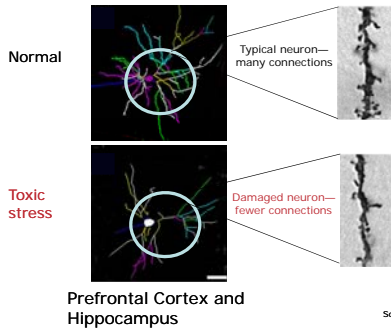 Normal
Typical neuron—
many connections
Toxic
stress
Damaged neuron—
fewer connections
Prefrontal Cortex and
Hippocampus